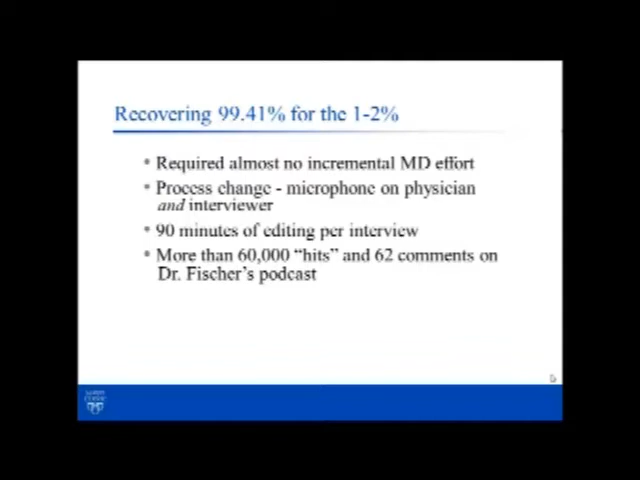 Recovering 99.41% for the 1-2%
• Required almost no incremental MD effort
• Process change - microphone on physician
and interviewer
• 90 minutes of editing per interview
• More than 60,000 “hits” and 62 comments on
Dr. Fischer’s podcast